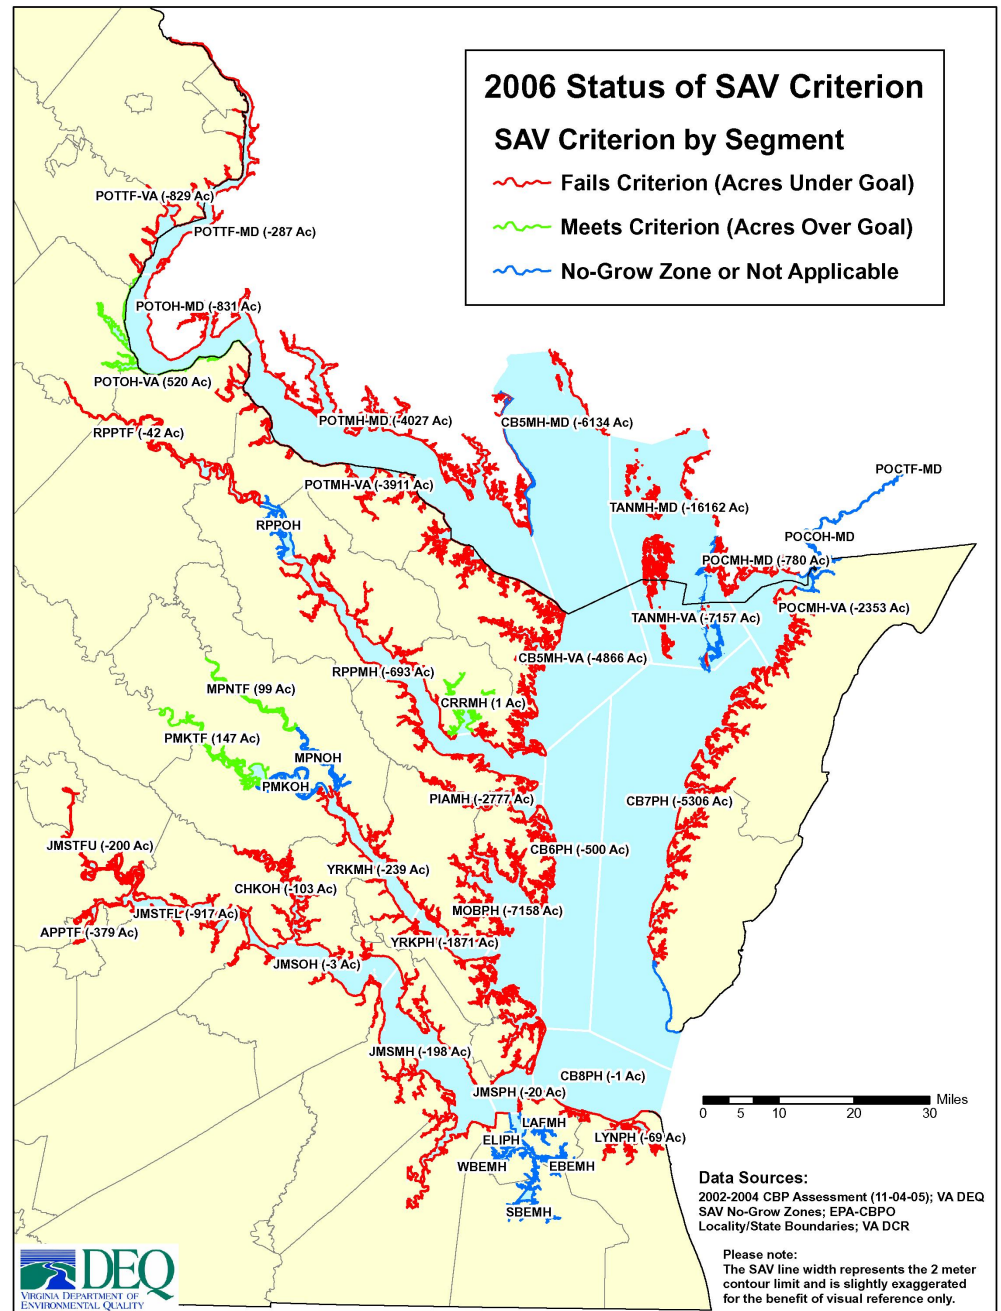 2006 Status of SAV Criterion
SAV Criterion by Segment
Fails Criterion (Acres Under Goal)
Meets Criterion (Acres Over Goal)
No-Grow Zone or Not Applicable
POTTF-VA (-829 Ac)
POTTF-MD (-287 Ac)
POTOH-MD (-831 Ac)
POTOH-VA (520 Ac)
POTMH-MD (-4027 Ac)
CB5MH-MD (-6134 Ac)
RPPTF (-42 Ac)
POCTF-MD
POTMH-VA (-3911 Ac)
TANMH-MD (-16162 Ac)
RPPOH
POCOH-MD
POCMH-MD (-780 Ac)
POCMH-VA (-2353 Ac)
TANMH-VA (-7157 Ac)
CB5MH-VA (-4866 Ac)
RPPMH (-693 Ac)
MPNTF (99 Ac)
CRRMH (1 Ac)
PMKTF (147 Ac)
MPNOH
PMKOH
PIAMH (-2777 Ac)
CB7PH (-5306 Ac)
JMSTFU (-200 Ac)
CB6PH (-500 Ac)
YRKMH (-239 Ac)
CHKOH (-103 Ac)
JMSTFL (-917 Ac)
MOBPH (-7158 Ac)
APPTF (-379 Ac)
YRKPH (-1871 Ac)
JMSOH (-3 Ac)
JMSMH (-198 Ac)
CB8PH (-1 Ac)
JMSPH (-20 Ac)
LAFMH
ELIPH
LYNPH (-69 Ac)
WBEMH
EBEMH
SBEMH
Miles
0 5 10 20 30
Data Sources:
2002-2004 CBP Assessment (11-04-05); VA DEQ
SAV No-Grow Zones; EPA-CBPO
Locality/State Boundaries; VA DCR
Please note:
The SAV line width represents the 2 meter
contour limit and is slightly exaggerated
for the benefit of visual reference only.
DEQ
VIRGINIA DEPARTMENT OF
ENVIRONMENTAL QUALITY